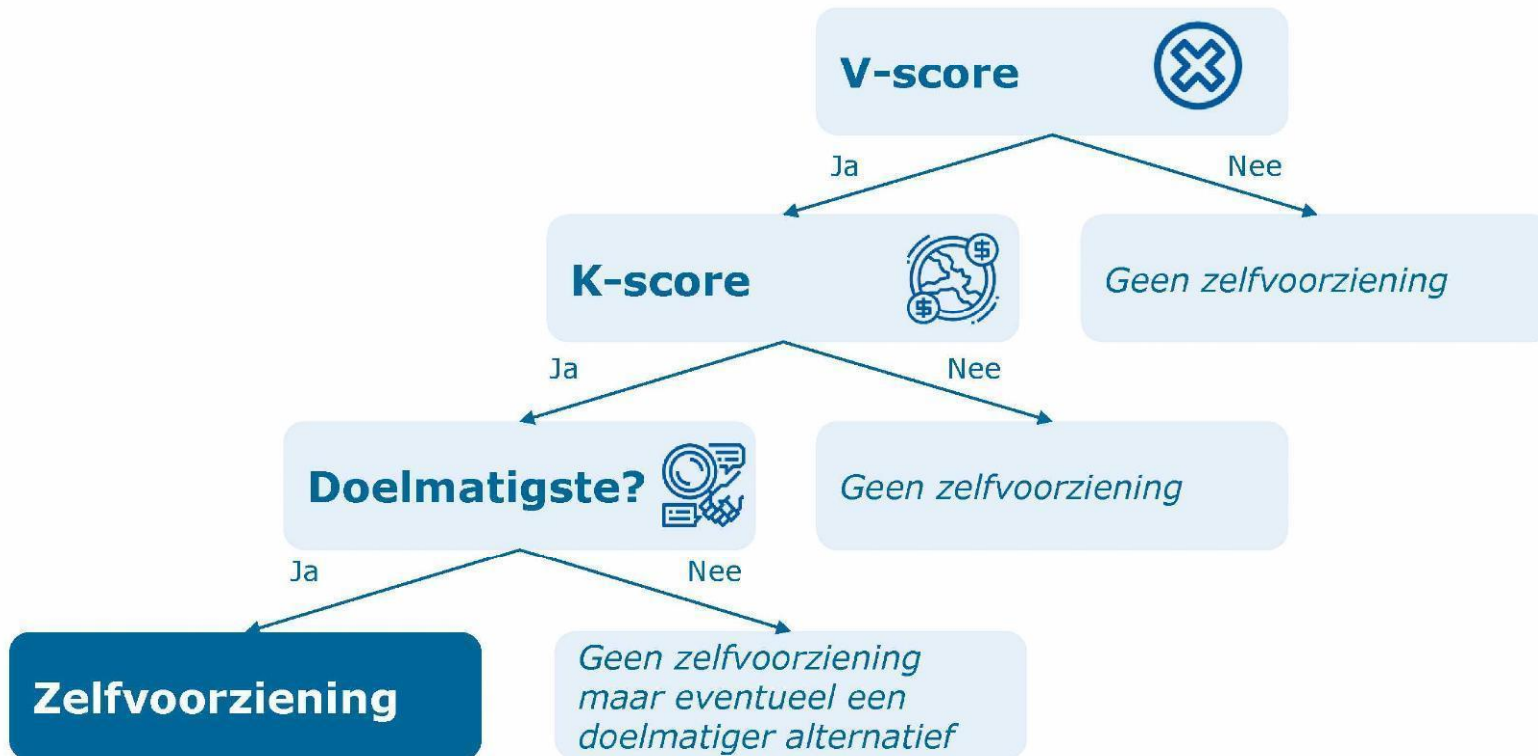 V-score
Ja
Nee
K-score
Geen zelfvoorziening
Ja
Nee
Doelmatigste?
Geen zelfvoorziening
Ja
Nee
Zelfvoorziening
Geen zelfvoorziening
maar eventueel een
doelmatiger alternatief